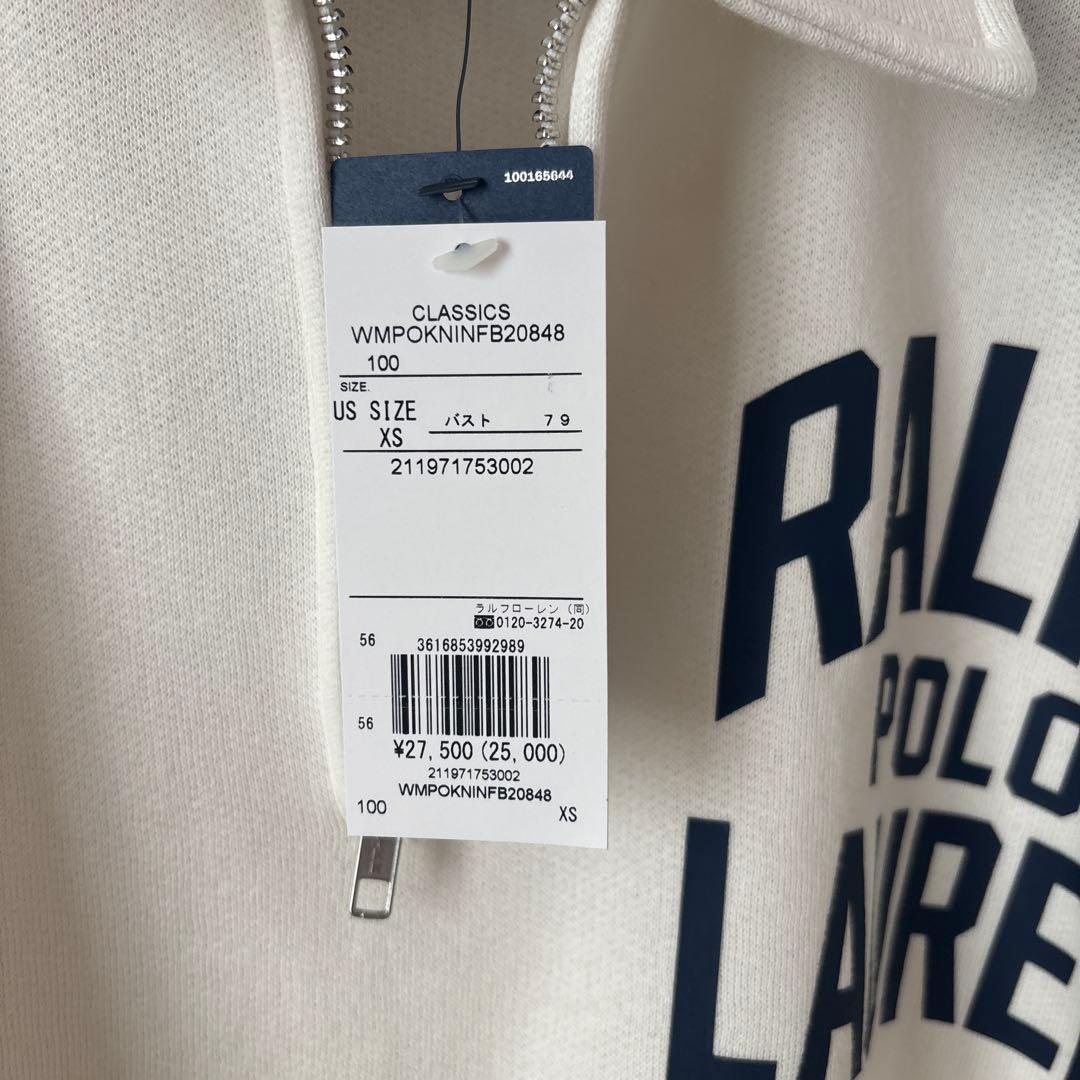 100165644
CLASSICS
WMPOKNINFB20848
100
SIZE.
US SIZE
XS
バスト 79
211971753002
ラルフローレン(同)
0120-3274-20
56
3616853992989
56
¥27,500(25,000)
211971753002
WMPOKNINFB20848
100
XS
RAL
POLO
LAURE